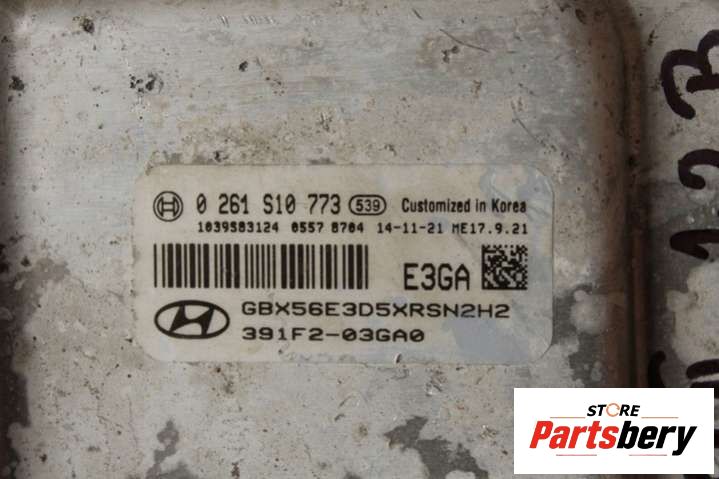 0 261 S10 773 539 Customized in Korea
1039S83124 0557 8704 14-11-21 ME17.9.21
E3GA
GBX56E3D5XRSN2H2
391F2-03GA0
STORE
Partsbery